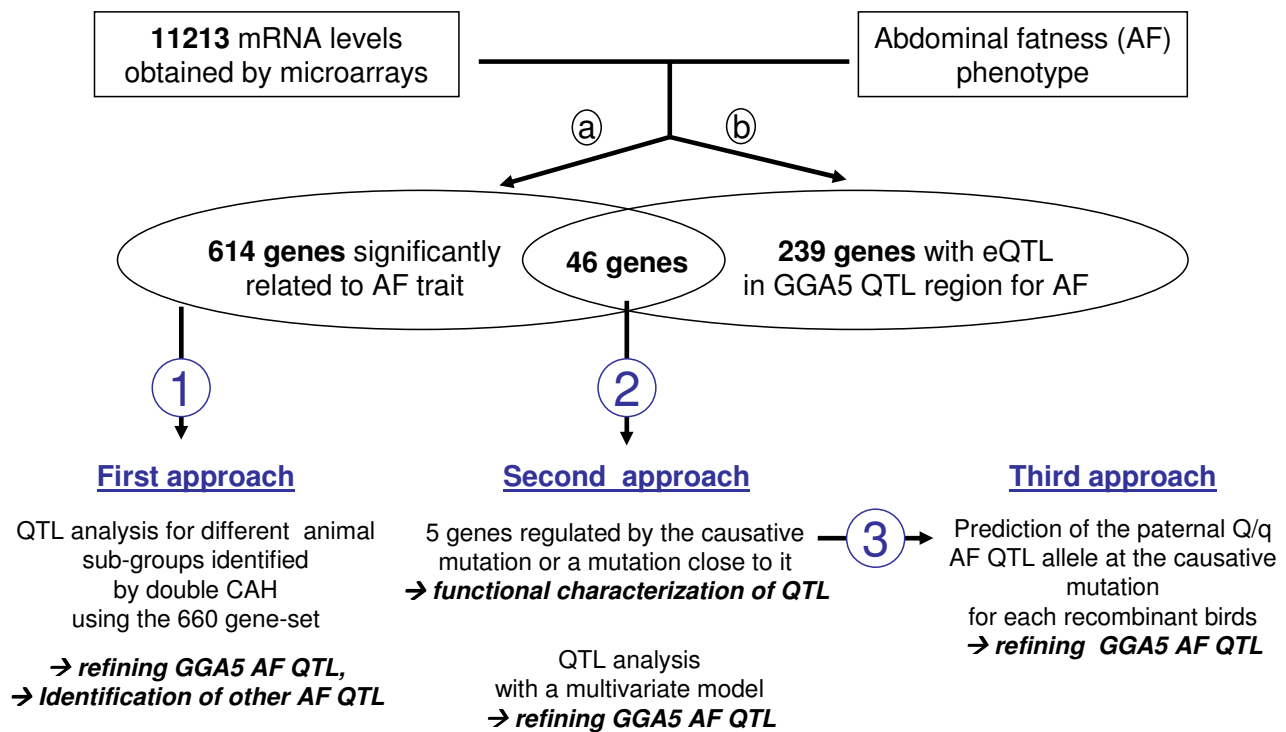 11213 mRNA levels
obtained by microarrays
Abdominal fatness (AF)
phenotype
a
b
614 genes significantly
related to AF trait
46 genes
239 genes with eQTL
in GGA5 QTL region for AF
1
2
First approach
QTL analysis for different animal
sub-groups identified
by double CAH
using the 660 gene-set
→ refining GGA5 AF QTL,
→ Identification of other AF QTL
Second approach
5 genes regulated by the causative
mutation or a mutation close to it
→ functional characterization of QTL
QTL analysis
with a multivariate model
→ refining GGA5 AF QTL
3
Third approach
Prediction of the paternal Q/q
AF QTL allele at the causative
mutation
for each recombinant birds
→ refining GGA5 AF QTL